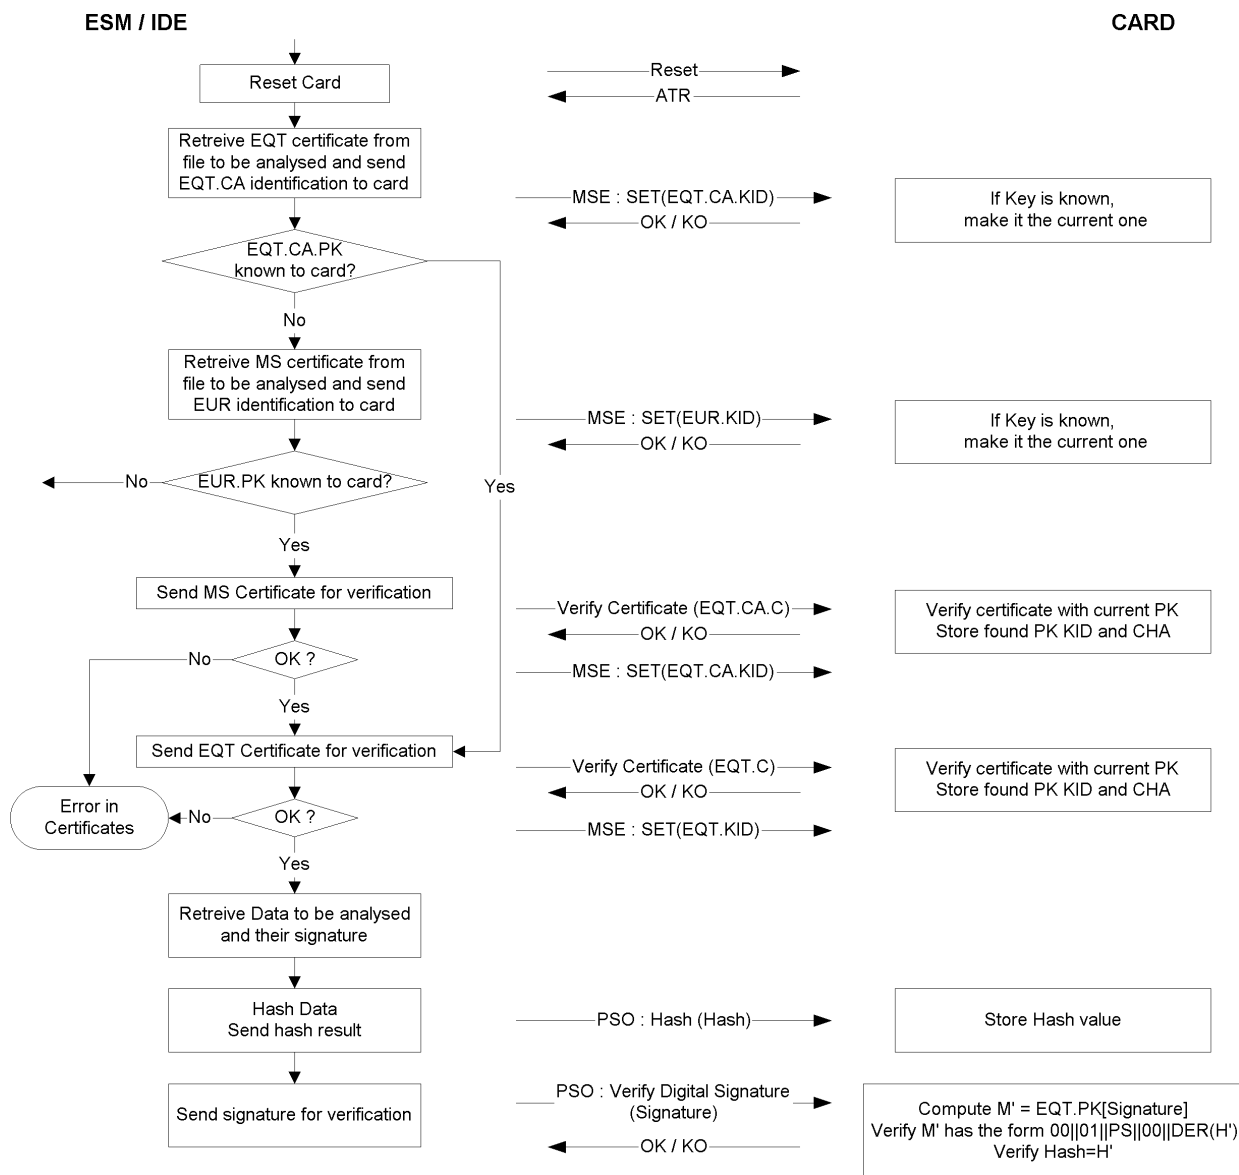 ESM / IDE
CARD
Reset Card
Reset
ATR
Retreive EQT certificate from
file to be analysed and send
EQT.CA identification to card
MSE : SET(EQT.CA.KID)
OK / KO
If Key is known,
make it the current one
EQT.CA.PK
known to card?
No
Yes
Retreive MS certificate from
file to be analysed and send
EUR identification to card
MSE : SET(EUR.KID)
OK / KO
If Key is known,
make it the current one
No
EUR.PK known to card?
Yes
Send MS Certificate for verification
Verify Certificate (EQT.CA.C)
OK / KO
Verify certificate with current PK
Store found PK KID and CHA
No
OK ?
MSE : SET(EQT.CA.KID)
Yes
Send EQT Certificate for verification
Verify Certificate (EQT.C)
OK / KO
Verify certificate with current PK
Store found PK KID and CHA
Error in
Certificates
No
OK ?
MSE : SET(EQT.KID)
Yes
Retreive Data to be analysed
and their signature
Hash Data
Send hash result
PSO : Hash (Hash)
Store Hash value
Send signature for verification
PSO : Verify Digital Signature
(Signature)
OK / KO
Compute M' = EQT.PK[Signature]
Verify M' has the form 00||01||PS||00||DER(H')
Verify Hash=H'